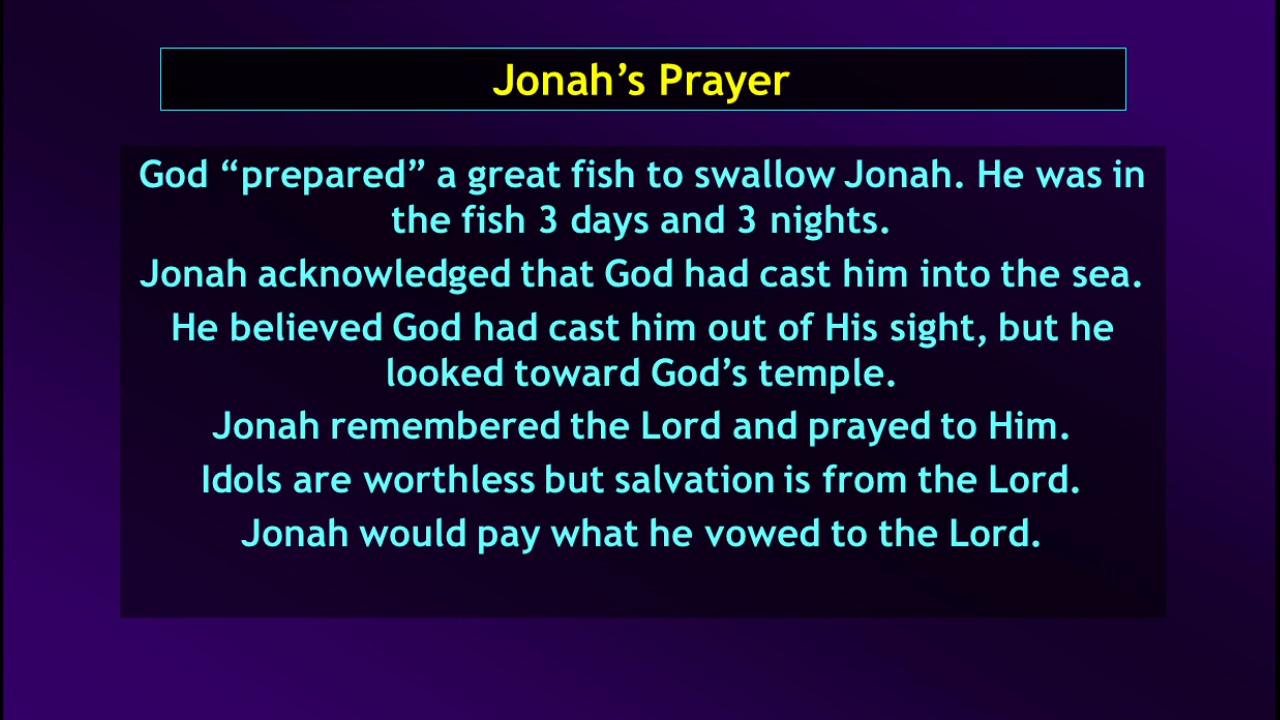 Jonah’s Prayer
God “prepared” a great fish to swallow Jonah. He was in
the fish 3 days and 3 nights.
Jonah acknowledged that God had cast him into the sea.
He believed God had cast him out of His sight, but he
looked toward God’s temple.
Jonah remembered the Lord and prayed to Him.
Idols are worthless but salvation is from the Lord.
Jonah would pay what he vowed to the Lord.